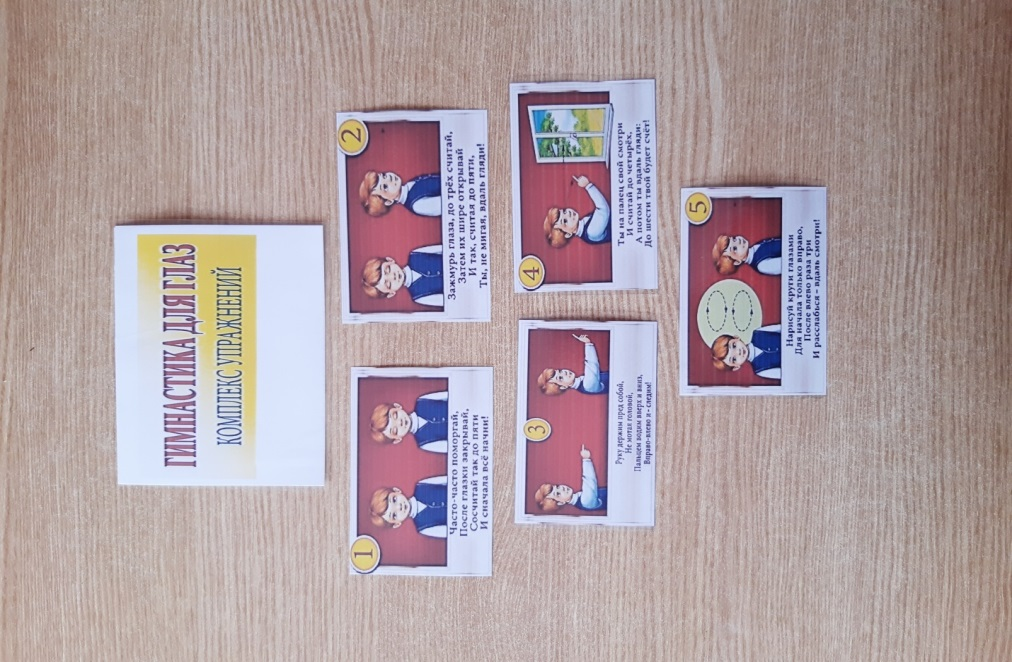 ГИМНАСТИКА ДЛЯ ГЛАЗ
КОМПЛЕКС УПРАЖНЕНИЙ
1
Часто-часто поморгай,
После глазки закрывай,
Сосчитай так до пяти
И сначала всё начни!
2
Зажмурь глаза, до трёх считай,
Затем их шире открывай
И так, считая до пяти,
Ты, не мигая, вдаль гляди!
3
Руку держим пред собой,
Не мотая головой,
Пальцем водим вверх и вниз,
Вправо-влево и - следим!
4
Ты на палец свой смотри
И считай до четырёх,
А потом ты вдаль гляди:
До шести твой будет счёт!
5
Нарисуй круги глазами
Для начала только вправо,
После влево раза три
И расслабься - вдаль смотри!